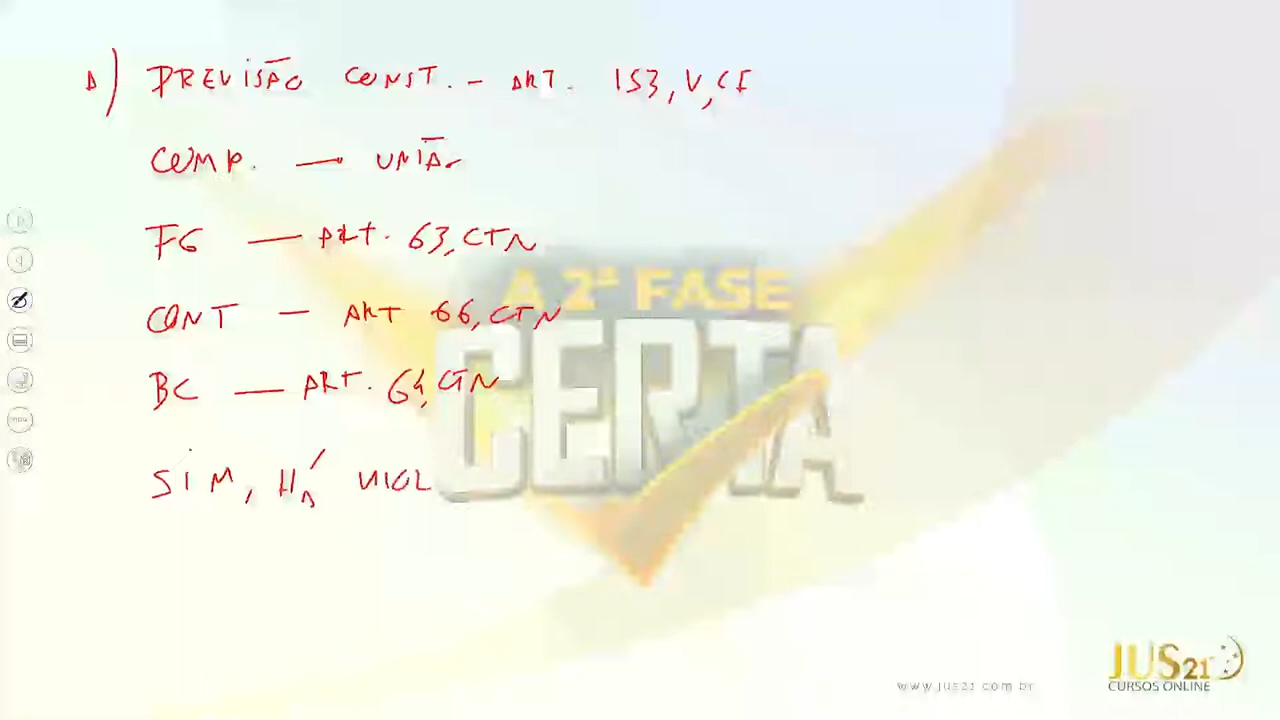 A) PREVISÃO CONST. - ART. 153, V, CF
COMP. — UNIÃO
FG — ART. 63, CTN
CONT — ART 66, CTN
BC — ART. 64, CTN
SIM, HÁ VIOL
A 2ª FASE
CERTA
JUS21
CURSOS ONLINE
www.jus21.com.br